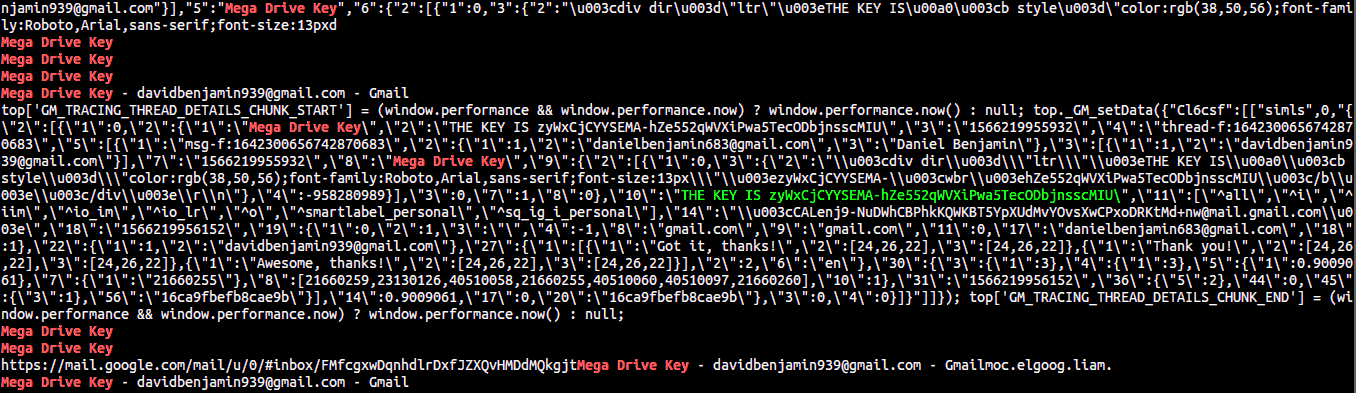 njamin939@gmail.com"}],"5":"Mega Drive Key","6":{"2":[{"1":0,"3":{"2":"\u003cdiv dir\u003d\"ltr\"\u003eTHE KEY IS\u00a0\u003cb style\u003d\"color:rgb(38,50,56);font-fami
ly:Roboto,Arial,sans-serif;font-size:13pxd
Mega Drive Key
Mega Drive Key
Mega Drive Key
Mega Drive Key - davidbenjamin939@gmail.com - Gmail
top['GM_TRACING_THREAD_DETAILS_CHUNK_START'] = (window.performance && window.performance.now) ? window.performance.now() : null; top._GM_setData({"Cl6csf":[["simls",0,"{
\"2\":[{\"1\":0,\"2\":{\"1\":\"Mega Drive Key\",\"2\":\"THE KEY IS zyWxCjCYYSEMA-hZe552qWVXiPwa5TecODbjnsscMIU\",\"3\":\"1566219955932\",\"4\":\"thread-f:164230065674287
0683\",\"5\":[{\"1\":\"msg-f:1642300656742870683\",\"2\":{\"1\":1,\"2\":\"danielbenjamin683@gmail.com\",\"3\":\"Daniel Benjamin\"},\"3\":[{\"1\":1,\"2\":\"davidbenjamin9
39@gmail.com\"}],\"7\":\"1566219955932\",\"8\":\"Mega Drive Key\",\"9\":{\"2\":[{\"1\":0,\"3\":{\"2\":\"\\u003cdiv dir\\u003d\\\"ltr\\\"\\u003eTHE KEY IS\\u00a0\\u003cb
style\\u003d\\\"color:rgb(38,50,56);font-family:Roboto,Arial,sans-serif;font-size:13px\\\"\\u003ezyWxCjCYYSEMA-\\u003cwbr\\u003ehZe552qWVXiPwa5TecODbjnsscMIU\\u003c/b\\u
003e\\u003c/div\\u003e\\r\\n\"},\"4\":-958280989}],\"3\":0,\"7\":1,\"8\":0},\"10\":\"THE KEY IS zyWxCjCYYSEMA-hZe552qWVXiPwa5TecODbjnsscMIU\",\"11\":[\"^all\",\"^i\",\"^
iim\",\"^io_im\",\"^io_lr\",\"^o\",\"^smartlabel_personal\",\"^sq_ig_i_personal\"],\"14\":\"\\u003cCALenj9-NuDWhCBPhkKQWKBT5YpXUdMvYOvsXwCPxoDRKtMd+nw@mail.gmail.com\\u0
03e\",\"18\":\"1566219956152\",\"19\":{\"1\":0,\"2\":1,\"3\":\"\",\"4\":-1,\"8\":\"gmail.com\",\"9\":\"gmail.com\",\"11\":0,\"17\":\"danielbenjamin683@gmail.com\",\"18\"
:1},\"22\":{\"1\":1,\"2\":\"davidbenjamin939@gmail.com\"},\"27\":{\"1\":[{\"1\":\"Got it, thanks!\",\"2\":[24,26,22],\"3\":[24,26,22]},{\"1\":\"Thank you!\",\"2\":[24,26
,22],\"3\":[24,26,22]},{\"1\":\"Awesome, thanks!\",\"2\":[24,26,22],\"3\":[24,26,22]}],\"2\":2,\"6\":\"en\"},\"30\":{\"3\":{\"1\":3},\"4\":{\"1\":3},\"5\":{\"1\":0.90090
61},\"7\":{\"1\":\"21660255\"},\"8\":[21660259,23130126,40510058,21660255,40510060,40510097,21660260],\"10\":1},\"31\":\"1566219956152\",\"36\":{\"5\":2},\"44\":0,\"45\"
:{\"3\":1},\"56\":\"16ca9fbefb8cae9b\"}],\"14\":0.9009061,\"17\":0,\"20\":\"16ca9fbefb8cae9b\"},\"3\":0,\"4\":0}]}"]]}); top['GM_TRACING_THREAD_DETAILS_CHUNK_END'] = (wi
ndow.performance && window.performance.now) ? window.performance.now() : null;
Mega Drive Key
Mega Drive Key
https://mail.google.com/mail/u/0/#inbox/FMfcgxwDqnhdlrDxfJZXQvHMDdMQkgjtMega Drive Key - davidbenjamin939@gmail.com - Gmailmoc.elgoog.liam.
Mega Drive Key - davidbenjamin939@gmail.com - Gmail